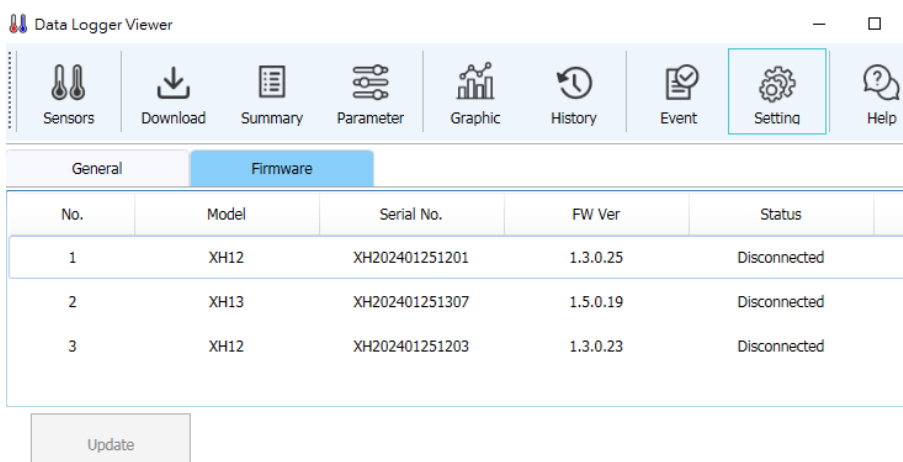 Data Logger Viewer
Sensors Download Summary Parameter Graphic History Event Setting Help
General Firmware
No. Model Serial No. FW Ver Status
1 XH12 XH202401251201 1.3.0.25 Disconnected
2 XH13 XH202401251307 1.5.0.19 Disconnected
3 XH12 XH202401251203 1.3.0.23 Disconnected
Update